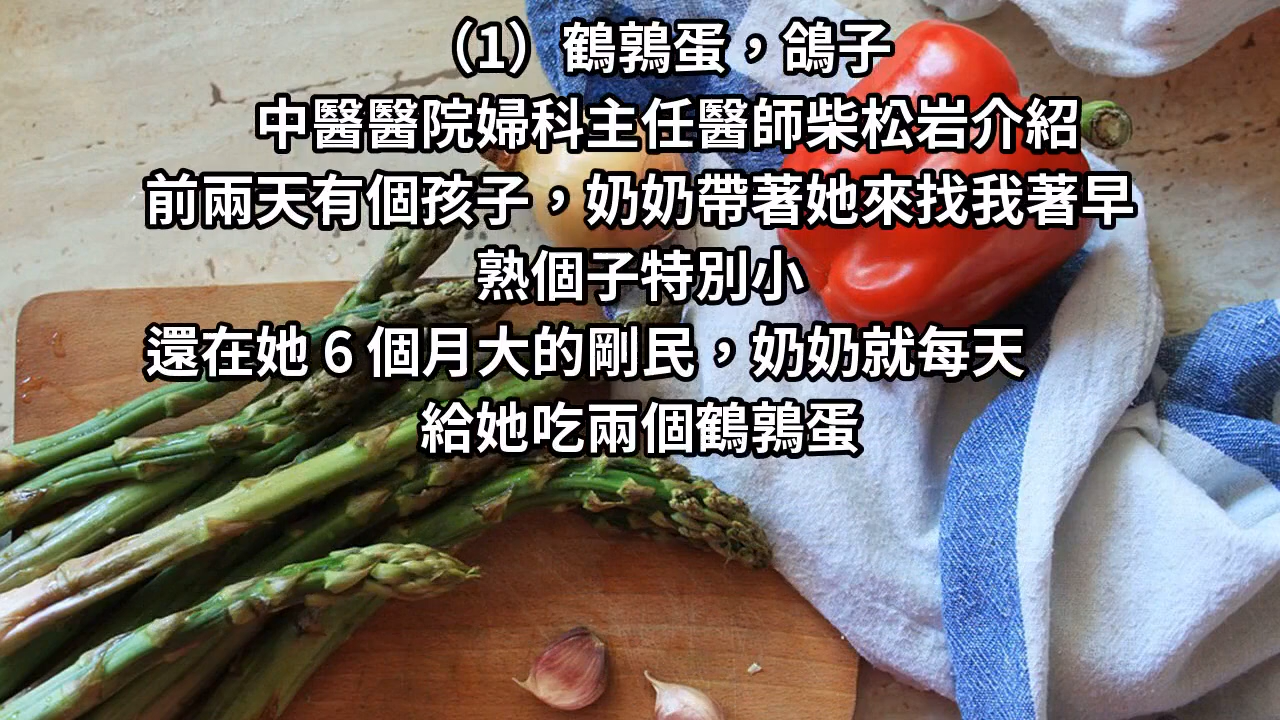 （1）鶴鶉蛋，鴿子
中醫醫院婦科主任醫師柴松岩介紹
前兩天有個孩子，奶奶帶著她來找我著早
熟個子特別小
還在她 6 個月大的剛民，奶奶就每天
給她吃兩個鶴鶉蛋